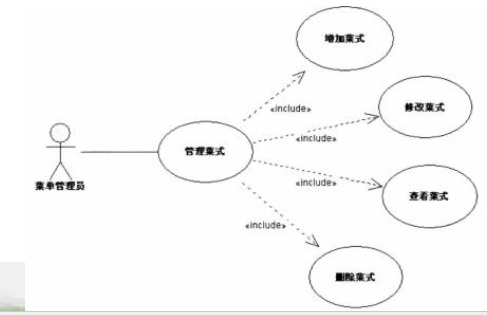 增加菜式
«include»
修改菜式
«include»
管理菜式
«include»
菜单管理员
查看菜式
«include»
删除菜式